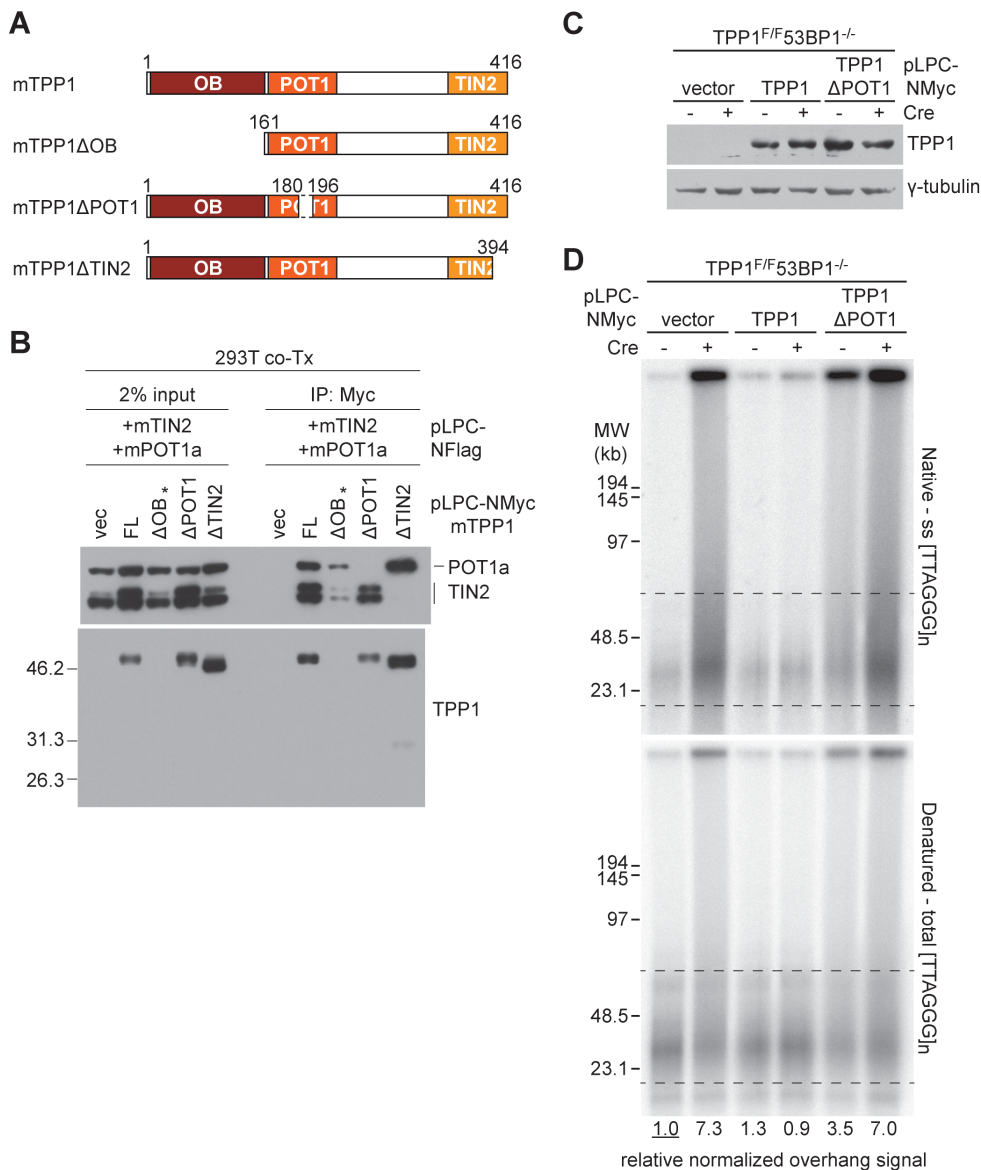 A
1 416
mTPP1 OB POT1 TIN2
161 416
mTPP1ΔOB POT1 TIN2
1 180 196 416
mTPP1ΔPOT1 OB T1 TIN2
1 394
mTPP1ΔTIN2 OB POT1
B
293T co-Tx
2% input IP: Myc
+mTIN2 +mTIN2 pLPC-
+mPOT1a +mPOT1a NFlag
vec FL ΔOB* ΔPOT1 ΔTIN2 vec FL ΔOB* ΔPOT1 ΔTIN2 pLPC-NMyc
mTPP1
POT1a
TIN2
46.2
TPP1
31.3
26.3
C
TPP1F/F53BP1-/-
TPP1 pLPC-
vector TPP1 ΔPOT1 NMyc
- + - + - + Cre
TPP1
γ-tubulin
D
TPP1F/F53BP1-/-
pLPC- TPP1
NMyc vector TPP1 ΔPOT1
Cre - + - + - +
MW
(kb)
194
145
97
48.5
23.1
Native - ss [TTAGGG]n
194
145
97
48.5
23.1
Denatured - total [TTAGGG]n
1.0 7.3 1.3 0.9 3.5 7.0
relative normalized overhang signal